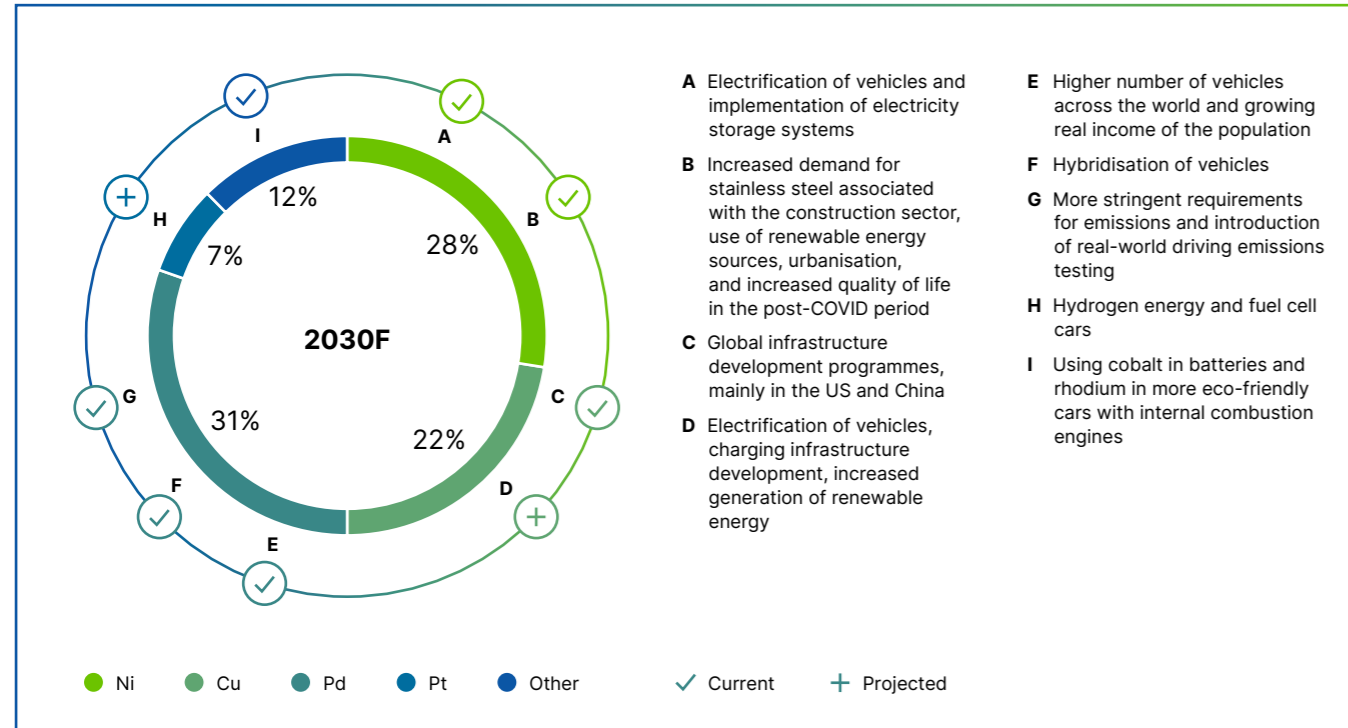 I
A
12%
H
B
28%
7%
2030F
G
C
31%
22%
F
D
E
A Electrification of vehicles and
implementation of electricity
storage systems
B Increased demand for
stainless steel associated
with the construction sector,
use of renewable energy
sources, urbanisation,
and increased quality of life
in the post-COVID period
C Global infrastructure
development programmes,
mainly in the US and China
D Electrification of vehicles,
charging infrastructure
development, increased
generation of renewable
energy
E Higher number of vehicles
across the world and growing
real income of the population
F Hybridisation of vehicles
G More stringent requirements
for emissions and introduction
of real-world driving emissions
testing
H Hydrogen energy and fuel cell
cars
I Using cobalt in batteries and
rhodium in more eco-friendly
cars with internal combustion
engines
Ni Cu Pd Pt Other Current Projected